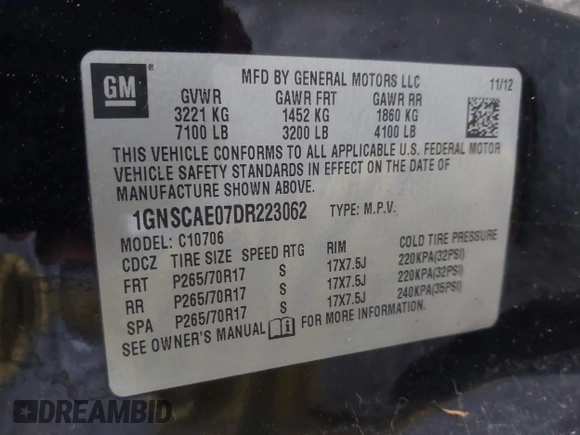 GM ®
MFD BY GENERAL MOTORS LLC 11/12
GVWR GAWR FRT GAWR RR
3221 KG 1452 KG 1860 KG
7100 LB 3200 LB 4100 LB
THIS VEHICLE CONFORMS TO ALL APPLICABLE U.S. FEDERAL MOTOR
VEHICLE SAFETY STANDARDS IN EFFECT ON THE DATE OF
MANUFACTURE SHOWN ABOVE.
1GNSCAE07DR223062 TYPE: M.P.V.
MODEL: C10706
CDCZ TIRE SIZE SPEED RTG RIM COLD TIRE PRESSURE
FRT P265/70R17 S 17X7.5J 220KPA(32PSI)
RR P265/70R17 S 17X7.5J 220KPA(32PSI)
SPA P265/70R17 S 17X7.5J 240KPA(35PSI)
SEE OWNER'S MANUAL FOR MORE INFORMATION.
DREAMBID